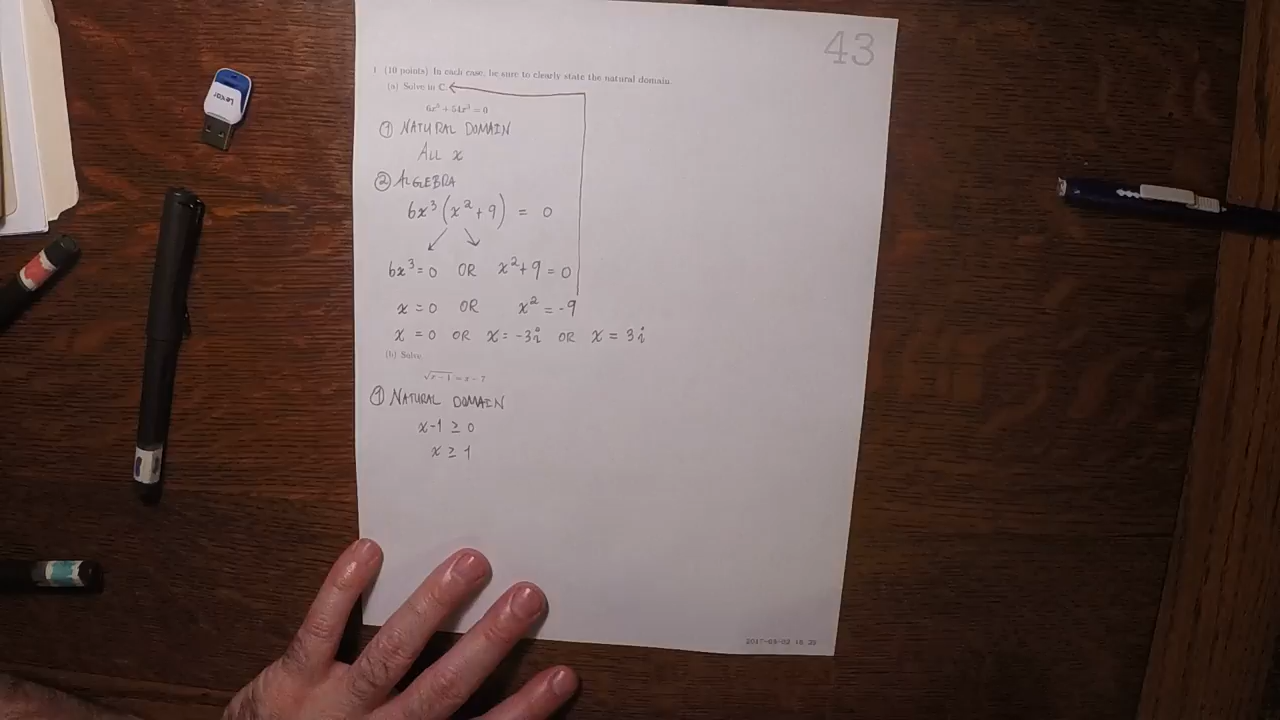 43
1 (10 points) In each case, be sure to clearly state the natural domain.
(a) Solve in C.
6x⁵ + 54x³ = 0
① NATURAL DOMAIN
ALL x
② ALGEBRA
6x³(x² + 9) = 0
6x³ = 0 OR x² + 9 = 0
x = 0 OR x² = -9
x = 0 OR x = -3i OR x = 3i
(b) Solve.
√x - 1 = x - 7
① NATURAL DOMAIN
x - 1 ≥ 0
x ≥ 1
Lexar